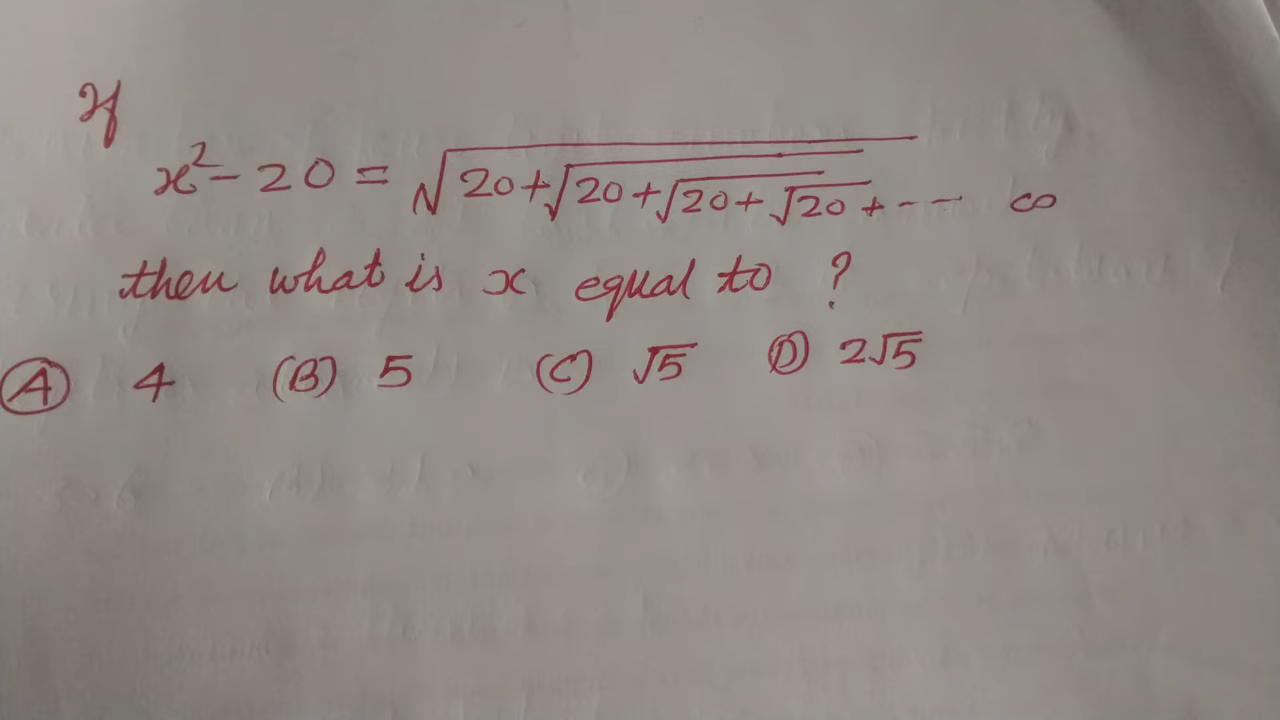 If
x² - 20 = √(20 + √(20 + √(20 + √20 + --- ∞
then what is x equal to ?
(A) 4 (B) 5 (C) √5 (D) 2√5